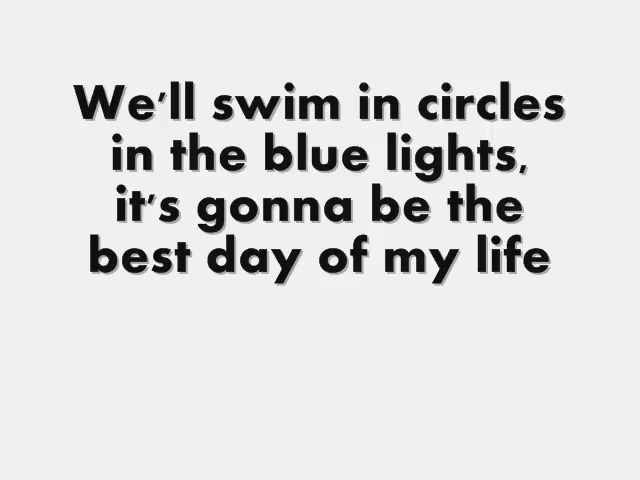 We'll swim in circles
in the blue lights,
it's gonna be the
best day of my life